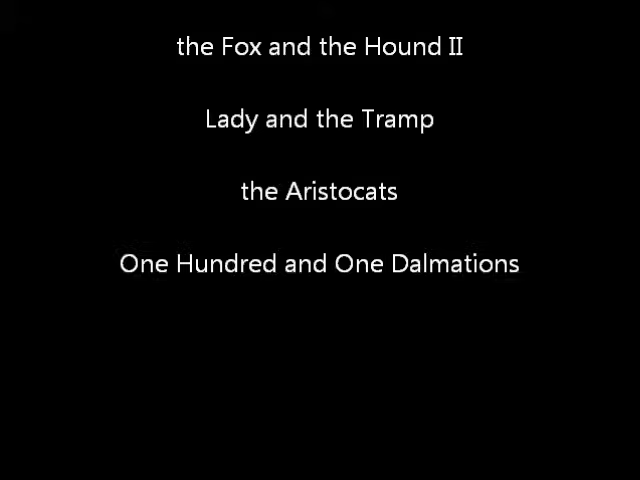 the Fox and the Hound II
Lady and the Tramp
the Aristocats
One Hundred and One Dalmations